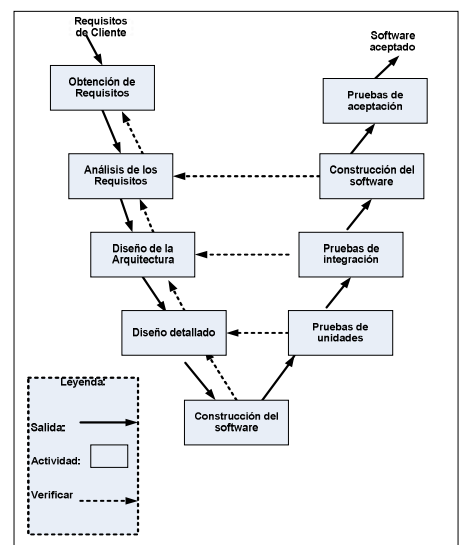 Requisitos
de Cliente
Software
aceptado
Obtención de
Requisitos
Pruebas de
aceptación
Análisis de los
Requisitos
Construcción del
software
Diseño de la
Arquitectura
Pruebas de
integración
Diseño detallado
Pruebas de
unidades
Construcción del
software
Leyenda:
Salida:
Actividad:
Verificar